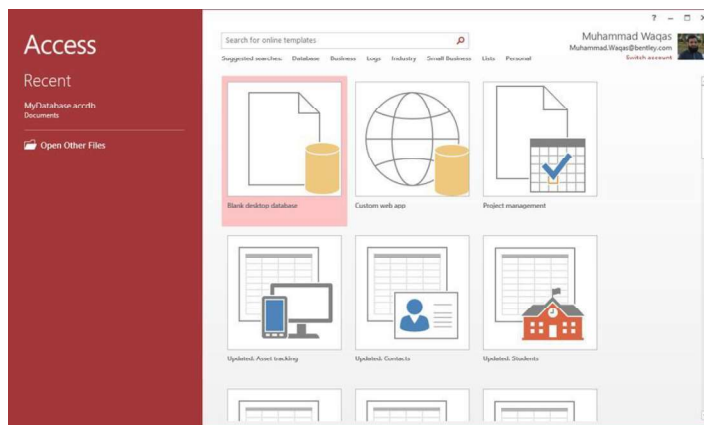 Access
Recent
MyDatabase.accdb
Documents
Open Other Files
? – □ ×
Search for online templates
Suggested searches: Database Business Logs Industry Small Business Lists Personal
Muhammad Waqas
Muhammad.Waqas@bentley.com
Switch account
Blank desktop database
Custom web app
Project management
Updated: Asset tracking
Updated: Contacts
Updated: Students